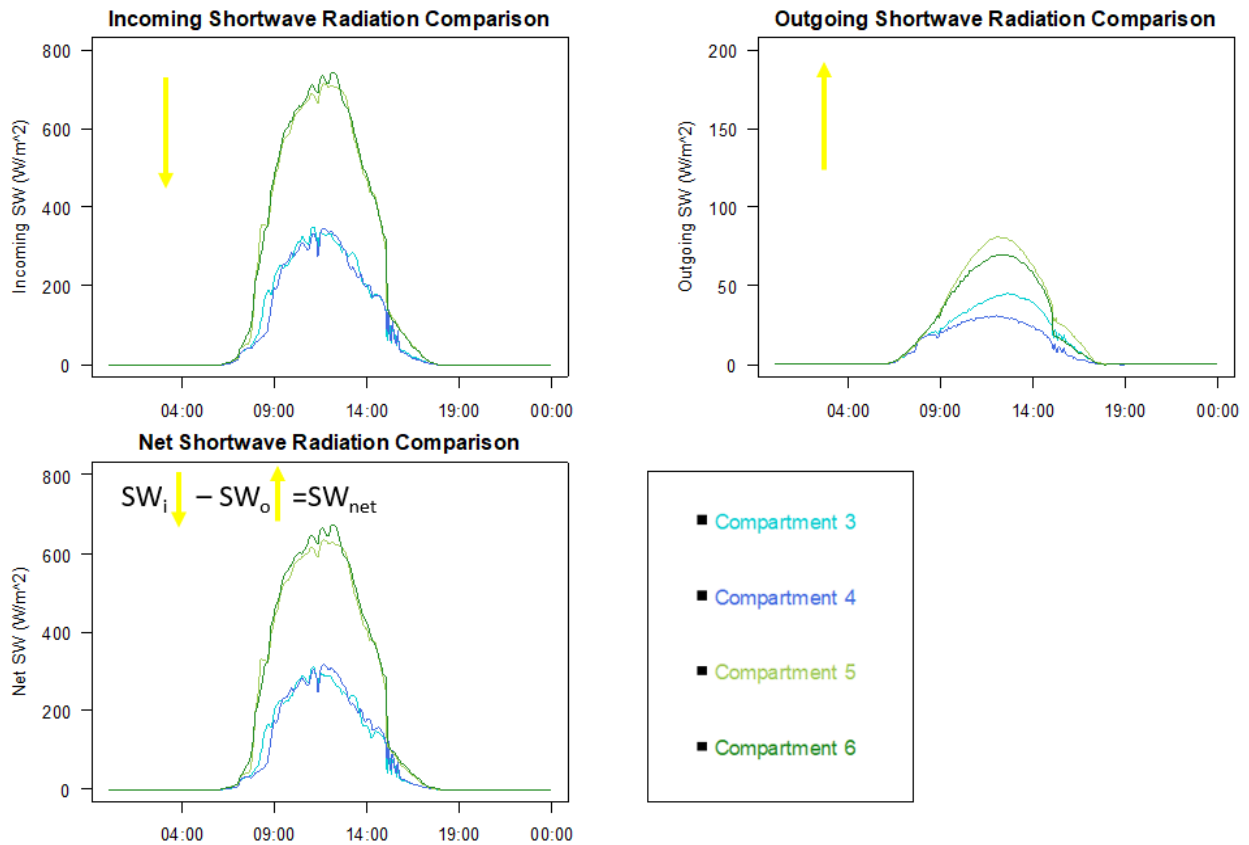 Incoming Shortwave Radiation Comparison
Incoming SW (W/m^2)
800
600
400
200
0
04:00 09:00 14:00 19:00 00:00
Outgoing Shortwave Radiation Comparison
Outgoing SW (W/m^2)
200
150
100
50
0
04:00 09:00 14:00 19:00 00:00
Net Shortwave Radiation Comparison
SWi – SWo =SWnet
Net SW (W/m^2)
800
600
400
200
0
04:00 09:00 14:00 19:00 00:00
Compartment 3
Compartment 4
Compartment 5
Compartment 6